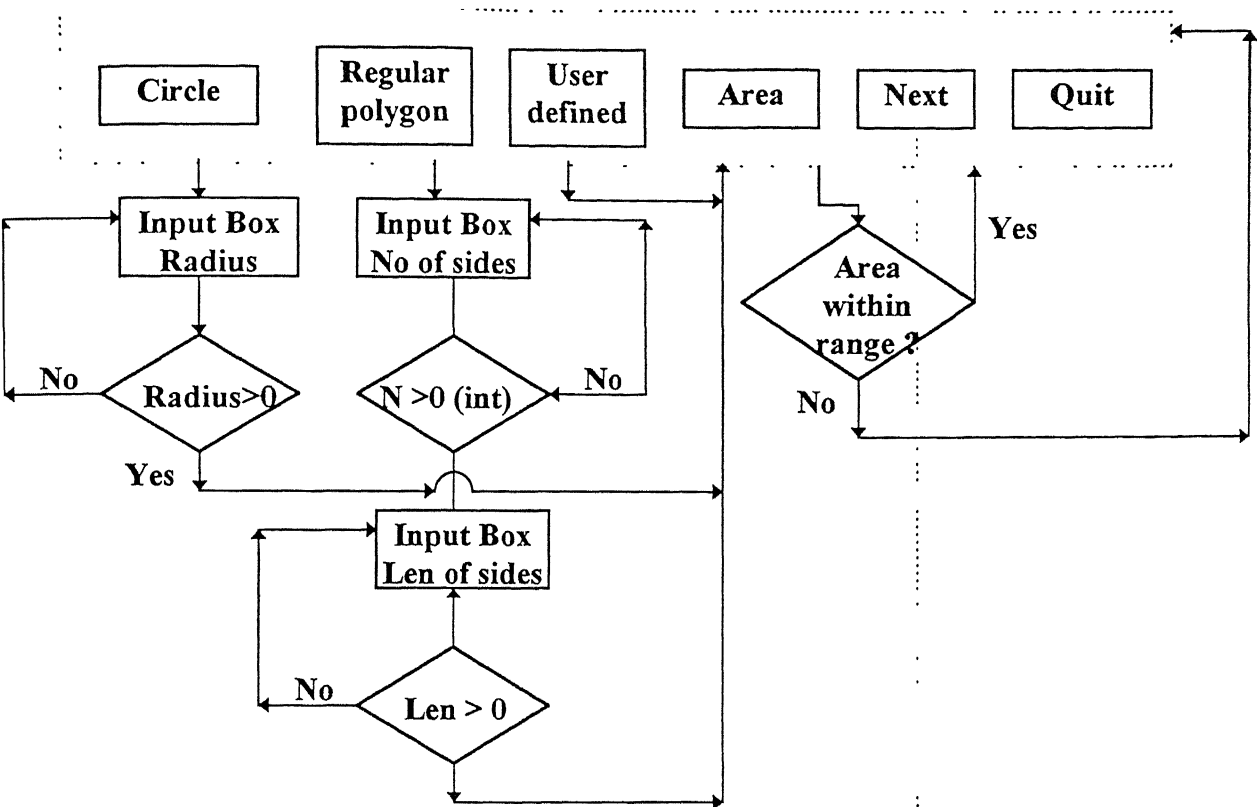 Circle
Regular
polygon
User
defined
Area
Next
Quit
Input Box
Radius
Input Box
No of sides
Yes
Area
within
range ?
No
Radius>0
N >0 (int)
No
No
Yes
Input Box
Len of sides
No
Len > 0